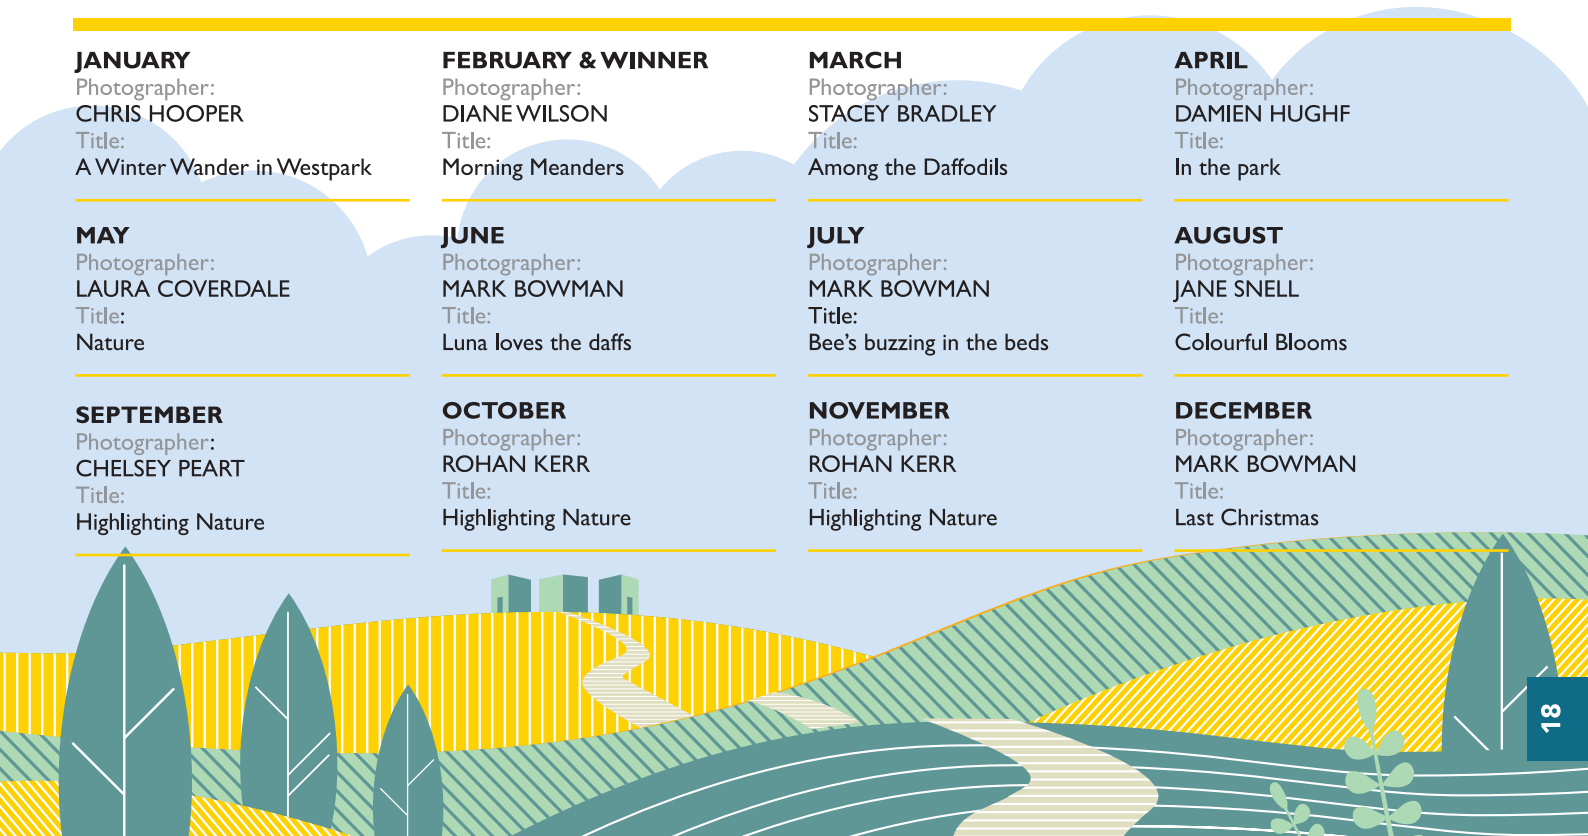 JANUARY
Photographer:
CHRIS HOOPER
Title:
A Winter Wander in Westpark
FEBRUARY & WINNER
Photographer:
DIANE WILSON
Title:
Morning Meanders
MARCH
Photographer:
STACEY BRADLEY
Title:
Among the Daffodils
APRIL
Photographer:
DAMIEN HUGHF
Title:
In the park
MAY
Photographer:
LAURA COVERDALE
Title:
Nature
JUNE
Photographer:
MARK BOWMAN
Title:
Luna loves the daffs
JULY
Photographer:
MARK BOWMAN
Title:
Bee’s buzzing in the beds
AUGUST
Photographer:
JANE SNELL
Title:
Colourful Blooms
SEPTEMBER
Photographer:
CHELSEY PEART
Title:
Highlighting Nature
OCTOBER
Photographer:
ROHAN KERR
Title:
Highlighting Nature
NOVEMBER
Photographer:
ROHAN KERR
Title:
Highlighting Nature
DECEMBER
Photographer:
MARK BOWMAN
Title:
Last Christmas
18